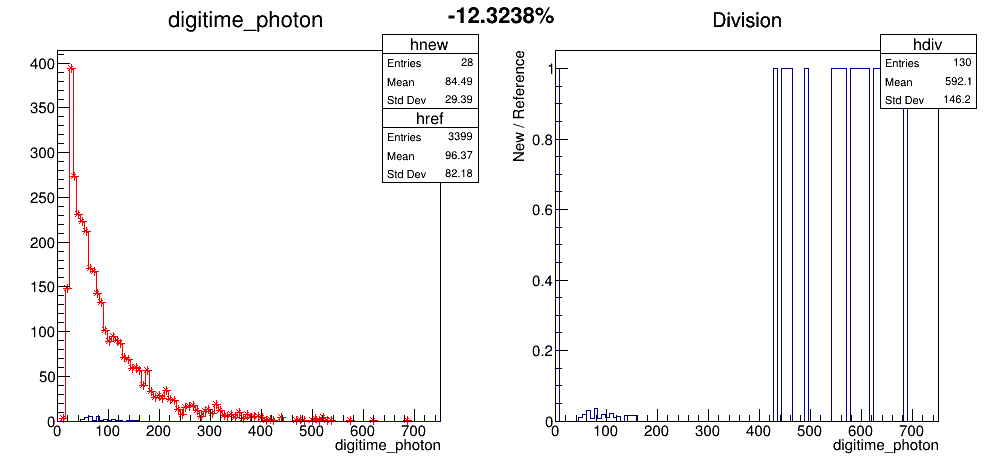 -12.3238%
digitime_photon
hnew
Entries 28
Mean 84.49
Std Dev 29.39
href
Entries 3399
Mean 96.37
Std Dev 82.18
400
350
300
250
200
150
100
50
0
0 100 200 300 400 500 600 700
digitime_photon
Division
hdiv
Entries 130
Mean 592.1
Std Dev 146.2
New / Reference
1
0.8
0.6
0.4
0.2
0
0 100 200 300 400 500 600 700
digitime_photon